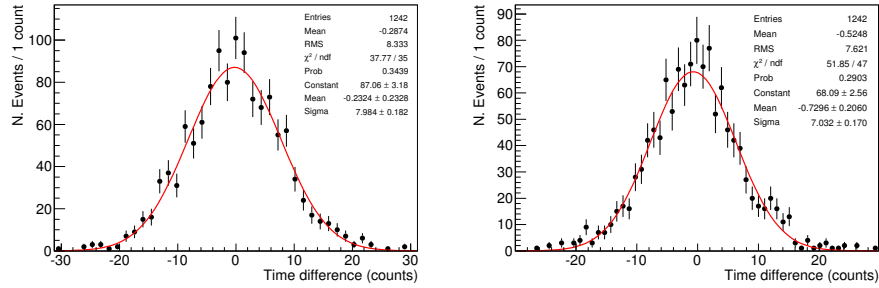 N. Events / 1 count
100
80
60
40
20
0
Entries 1242
Mean -0.2874
RMS 8.333
χ² / ndf 37.77 / 35
Prob 0.3439
Constant 87.06 ± 3.18
Mean -0.2324 ± 0.2328
Sigma 7.984 ± 0.182
-30 -20 -10 0 10 20 30
Time difference (counts)
N. Events / 1 count
90
80
70
60
50
40
30
20
10
0
Entries 1242
Mean -0.5248
RMS 7.621
χ² / ndf 51.85 / 47
Prob 0.2903
Constant 68.09 ± 2.56
Mean -0.7296 ± 0.2060
Sigma 7.032 ± 0.170
-20 -10 0 10 20
Time difference (counts)